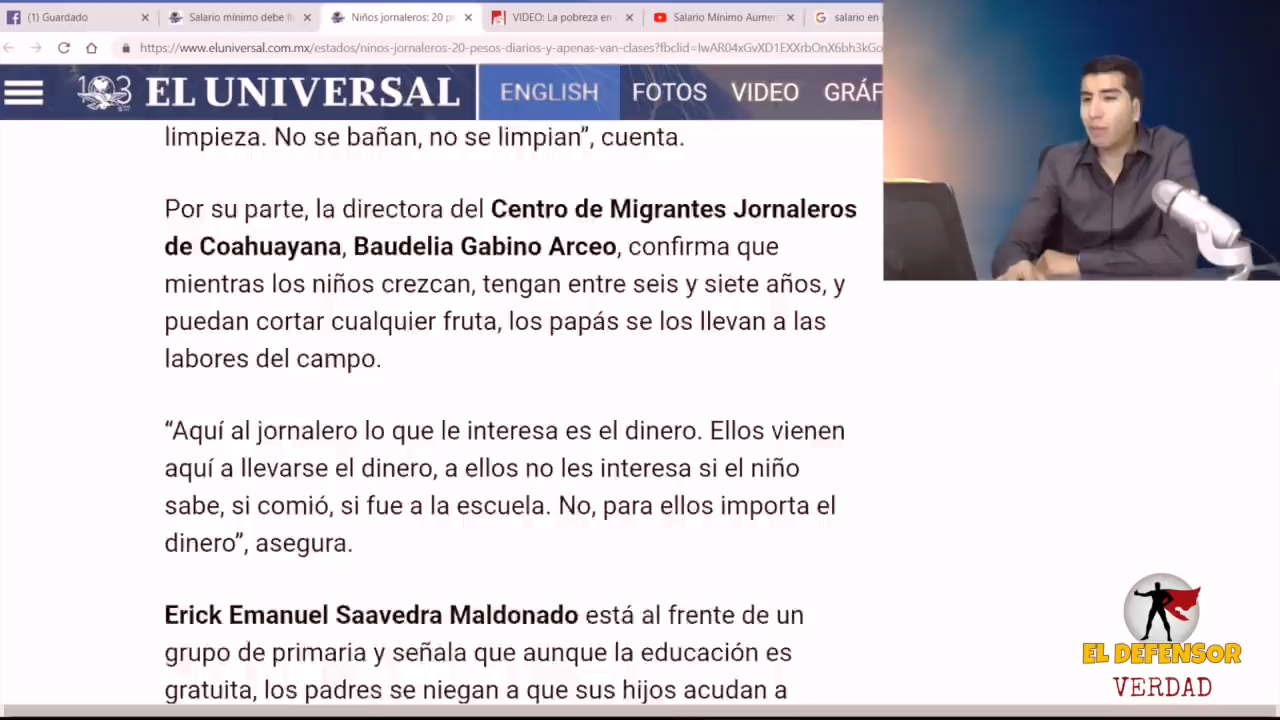 (1) Guardado
Salario mínimo debe ll
Niños jornaleros: 20 p
VIDEO: La pobreza en
Salario Minimo Aumen
salario en
https://www.eluniversal.com.mx/estados/ninos-jornaleros-20-pesos-diarios-y-apenas-van-clases?fbclid=IwAR04xGvXD1EXXrbOnX6bh3kGo
103 EL UNIVERSAL ENGLISH FOTOS VIDEO GRÁF
limpieza. No se bañan, no se limpian”, cuenta.
Por su parte, la directora del Centro de Migrantes Jornaleros
de Coahuayana, Baudelia Gabino Arceo, confirma que
mientras los niños crezcan, tengan entre seis y siete años, y
puedan cortar cualquier fruta, los papás se los llevan a las
labores del campo.
“Aquí al jornalero lo que le interesa es el dinero. Ellos vienen
aquí a llevarse el dinero, a ellos no les interesa si el niño
sabe, si comió, si fue a la escuela. No, para ellos importa el
dinero”, asegura.
Erick Emanuel Saavedra Maldonado está al frente de un
grupo de primaria y señala que aunque la educación es
gratuita, los padres se niegan a que sus hijos acudan a
EL DEFENSOR
VERDAD